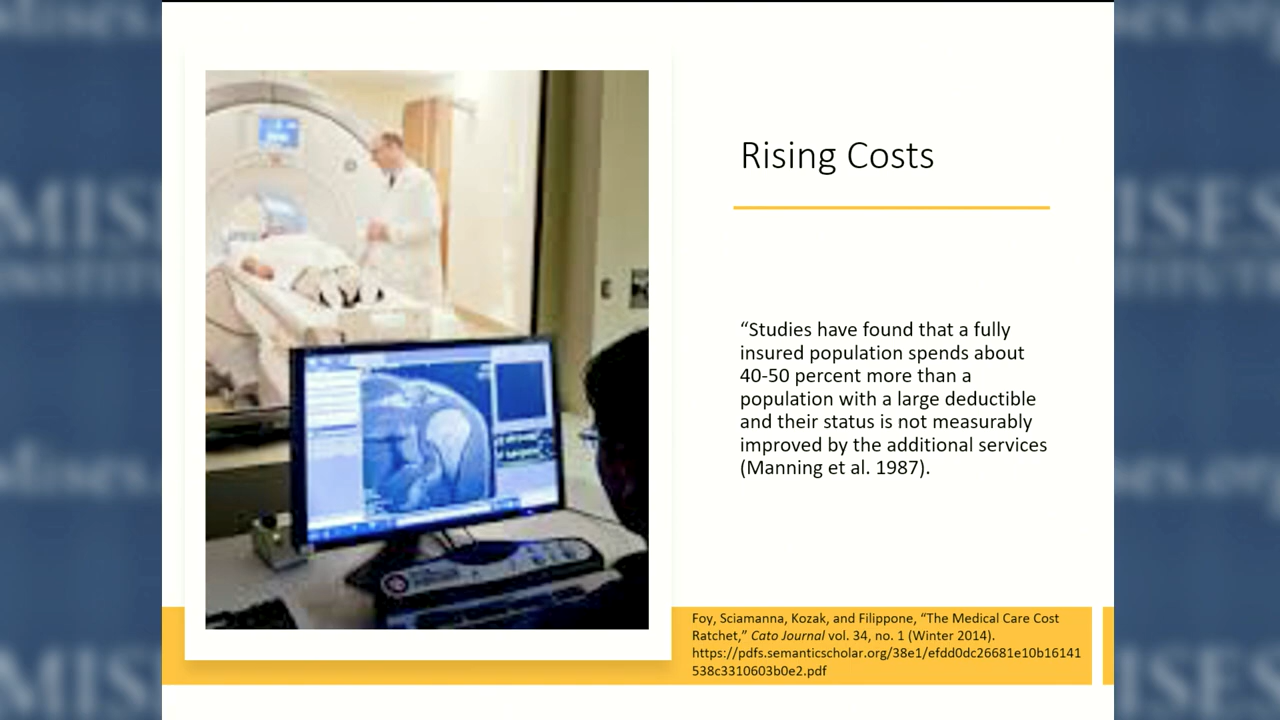 Rising Costs
“Studies have found that a fully
insured population spends about
40-50 percent more than a
population with a large deductible
and their status is not measurably
improved by the additional services
(Manning et al. 1987).
Foy, Sciamanna, Kozak, and Filippone, “The Medical Care Cost
Ratchet,” Cato Journal vol. 34, no. 1 (Winter 2014).
https://pdfs.semanticscholar.org/38e1/efdd0dc26681e10b16141
538c3310603b0e2.pdf